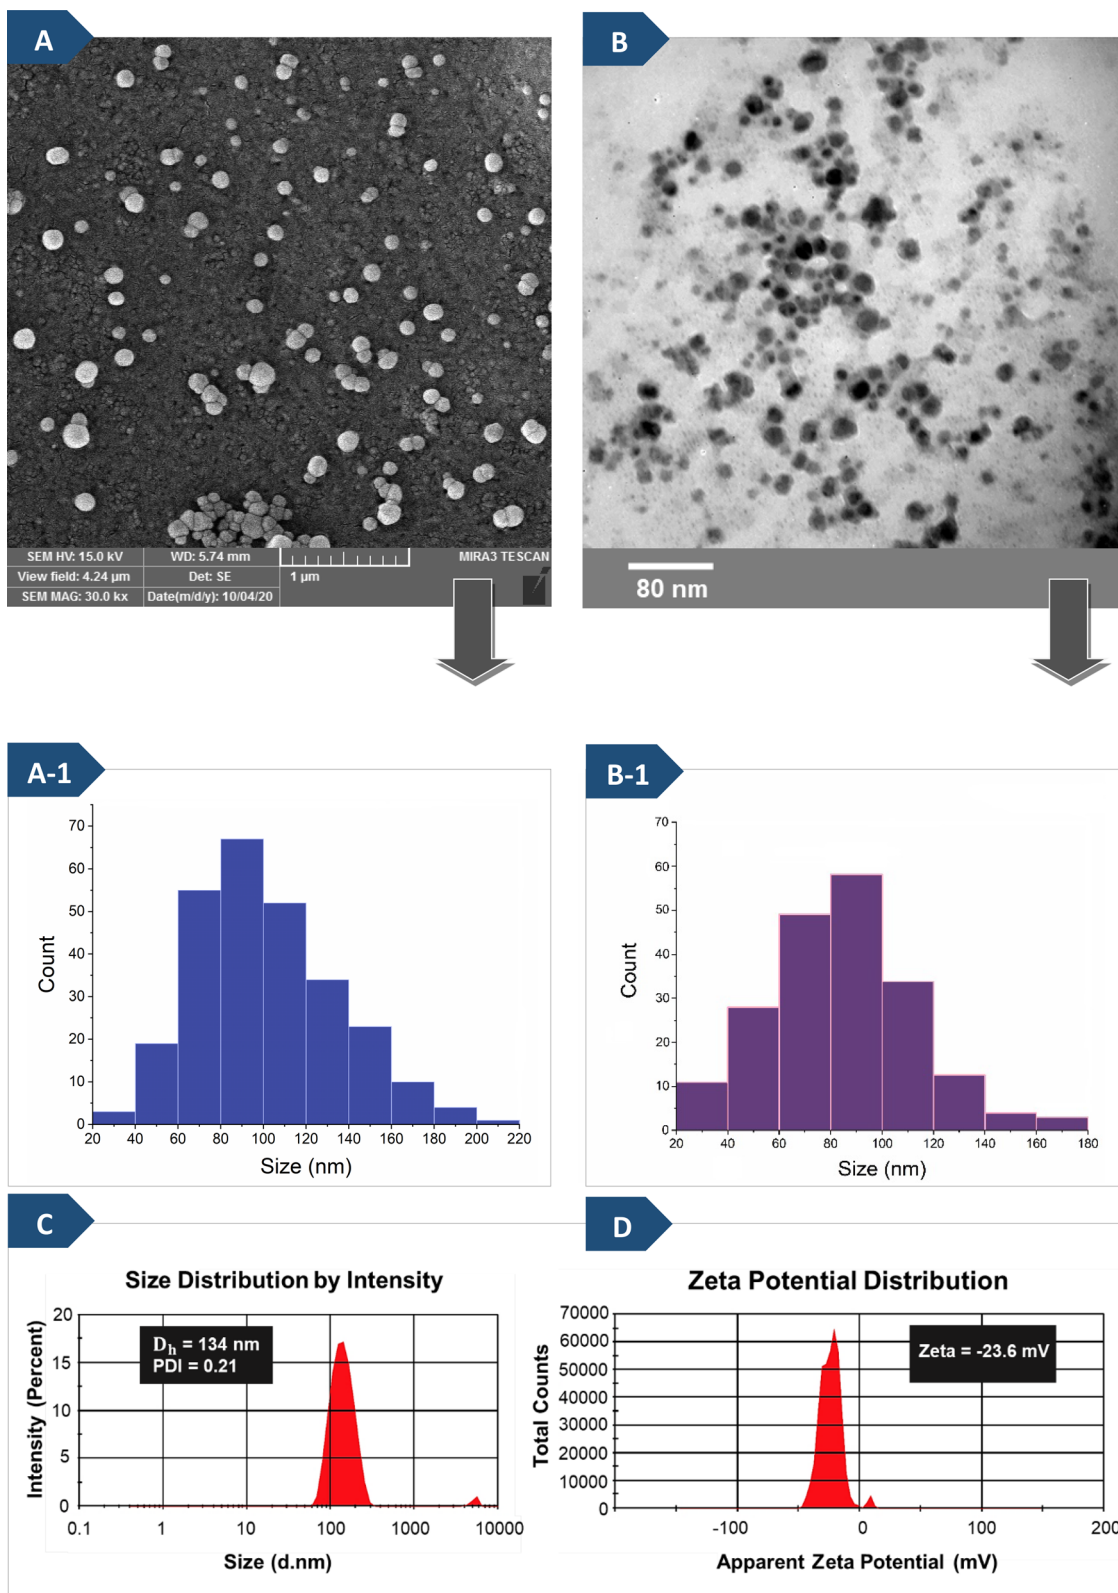 A
B
SEM HV: 15.0 kV
WD: 5.74 mm
MIRA3 TESCAN
View field: 4.24 µm
Det: SE
1 µm
SEM MAG: 30.0 kx
Date(m/d/y): 10/04/20
80 nm
A-1
B-1
70
60
50
40
30
20
10
0
Count
20 40 60 80 100 120 140 160 180 200 220
Size (nm)
70
60
50
40
30
20
10
0
Count
20 40 60 80 100 120 140 160 180
Size (nm)
C
D
Size Distribution by Intensity
Dh = 134 nm
PDI = 0.21
20
15
10
5
0
Intensity (Percent)
0.1 1 10 100 1000 10000
Size (d.nm)
Zeta Potential Distribution
Zeta = -23.6 mV
70000
60000
50000
40000
30000
20000
10000
0
Total Counts
-100 0 100 200
Apparent Zeta Potential (mV)